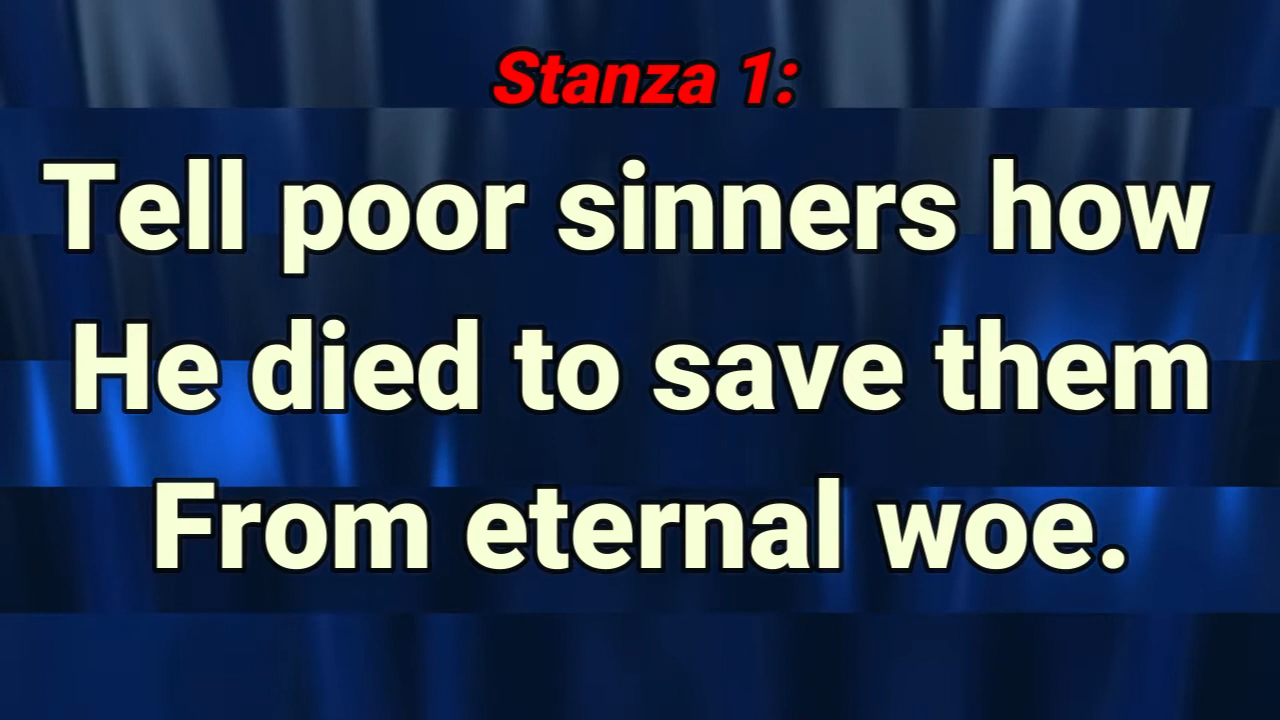 Stanza 1:
Tell poor sinners how
He died to save them
From eternal woe.